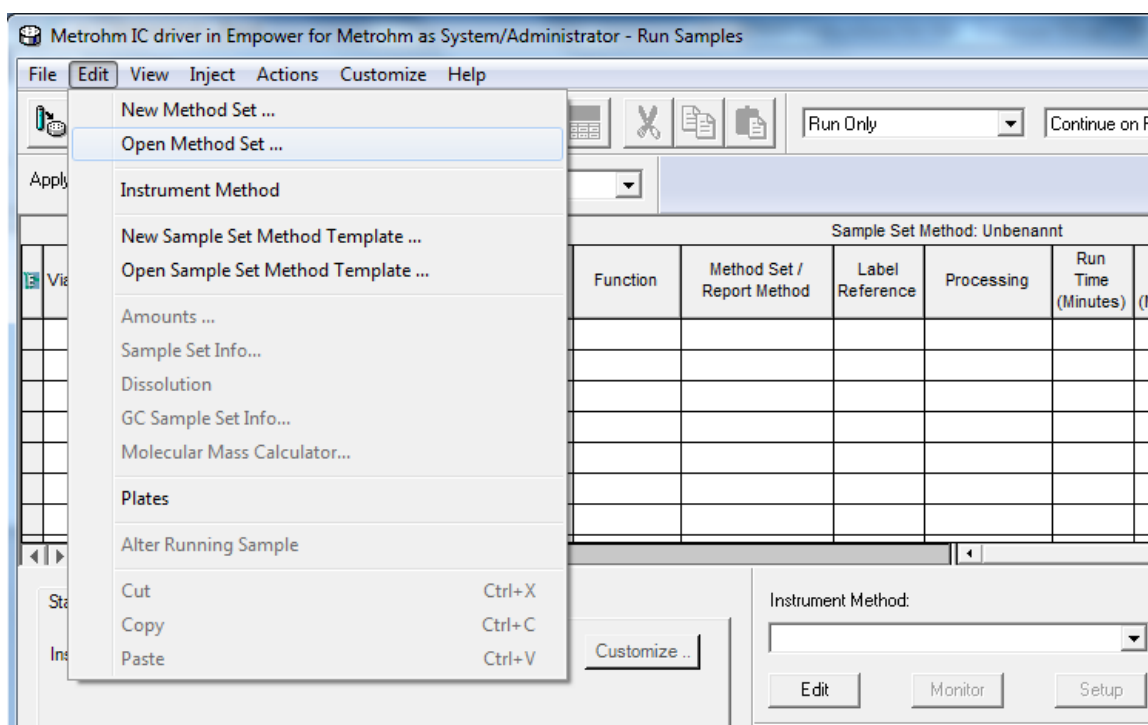 Metrohm IC driver in Empower for Metrohm as System/Administrator - Run Samples
File Edit View Inject Actions Customize Help
New Method Set ...
Open Method Set ...
Instrument Method
New Sample Set Method Template ...
Open Sample Set Method Template ...
Amounts ...
Sample Set Info...
Dissolution
GC Sample Set Info...
Molecular Mass Calculator...
Plates
Alter Running Sample
Cut Ctrl+X
Copy Ctrl+C
Paste Ctrl+V
Run Only
Continue on
Apply
Sample Set Method: Unbenannt
Function
Method Set /
Report Method
Label
Reference
Processing
Run
Time
(Minutes)
Customize ..
Instrument Method:
Edit Monitor Setup